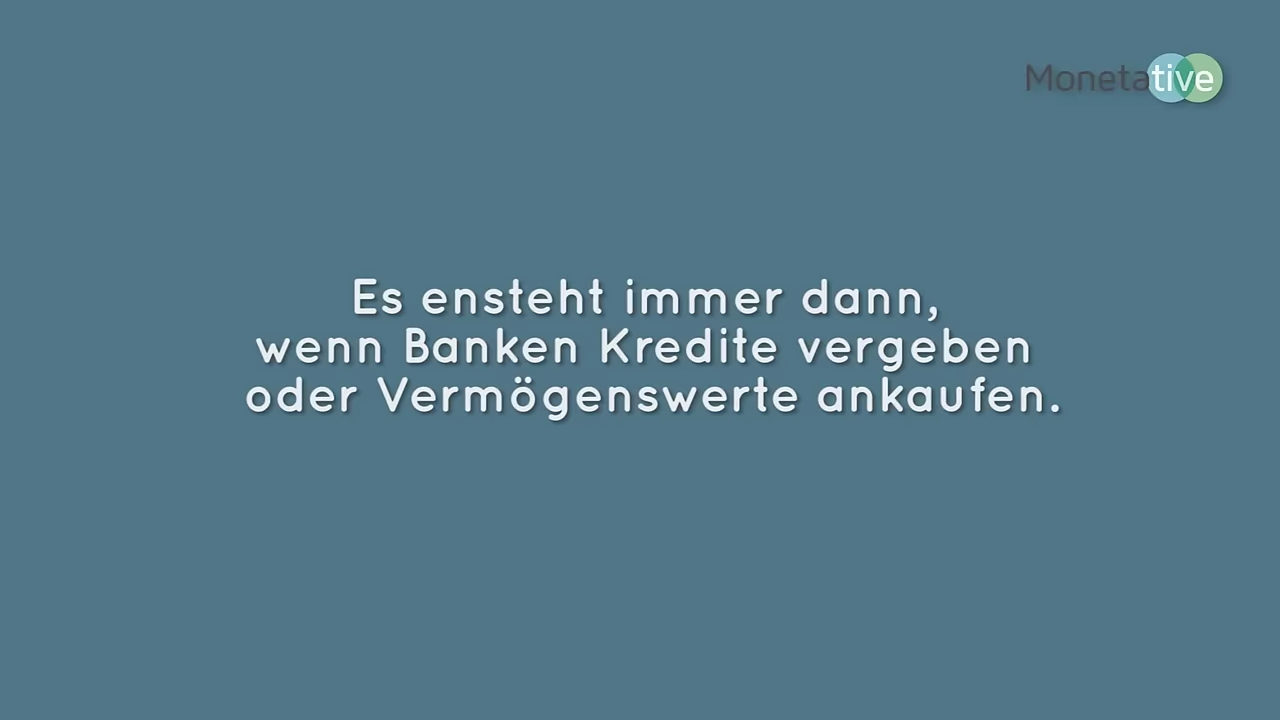 Monetative
Es ensteht immer dann,
wenn Banken Kredite vergeben
oder Vermögenswerte ankaufen.